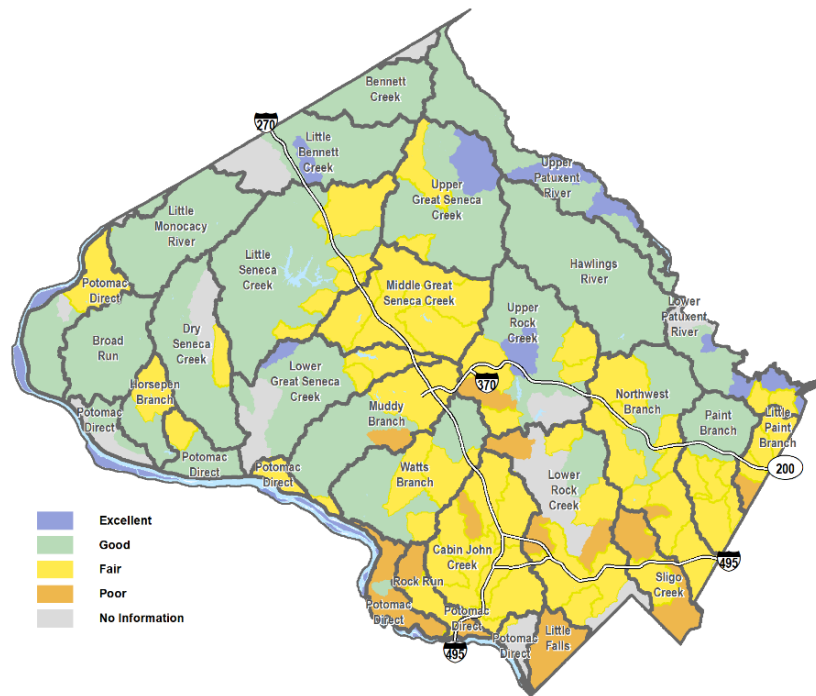 Bennett
Creek
270
Little
Bennett
Creek
Upper
Patuxent
River
Upper
Great Seneca
Creek
Little
Monocacy
River
Little
Seneca
Creek
Hawlings
River
Potomac
Direct
Middle Great
Seneca Creek
Lower
Patuxent
River
Upper
Rock
Creek
Broad
Run
Dry
Seneca
Creek
Lower
Great Seneca
Creek
370
Horsepen
Branch
Northwest
Branch
Muddy
Branch
Potomac
Direct
Paint
Branch
Little
Paint
Branch
Potomac
Direct
Potomac
Direct
Watts
Branch
200
Lower
Rock
Creek
Excellent
Good
Fair
Poor
No Information
Cabin John
Creek
495
Rock Run
Sligo
Creek
Potomac
Direct
Potomac
Direct
Little
Falls
Potomac
Direct
495